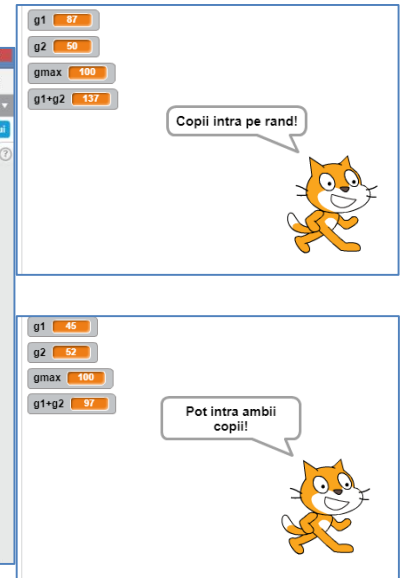 g1 87
g2 50
gmax 100
g1+g2 137
Copii intra pe rand!
ui
?
g1 45
g2 52
gmax 100
g1+g2 97
Pot intra ambii
copii!